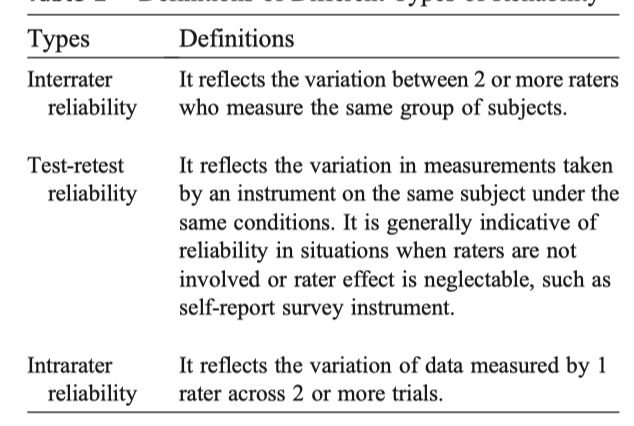 Types Definitions
Interrater It reflects the variation between 2 or more raters
reliability who measure the same group of subjects.
Test-retest It reflects the variation in measurements taken
reliability by an instrument on the same subject under the
same conditions. It is generally indicative of
reliability in situations when raters are not
involved or rater effect is neglectable, such as
self-report survey instrument.
Intrarater It reflects the variation of data measured by 1
reliability rater across 2 or more trials.